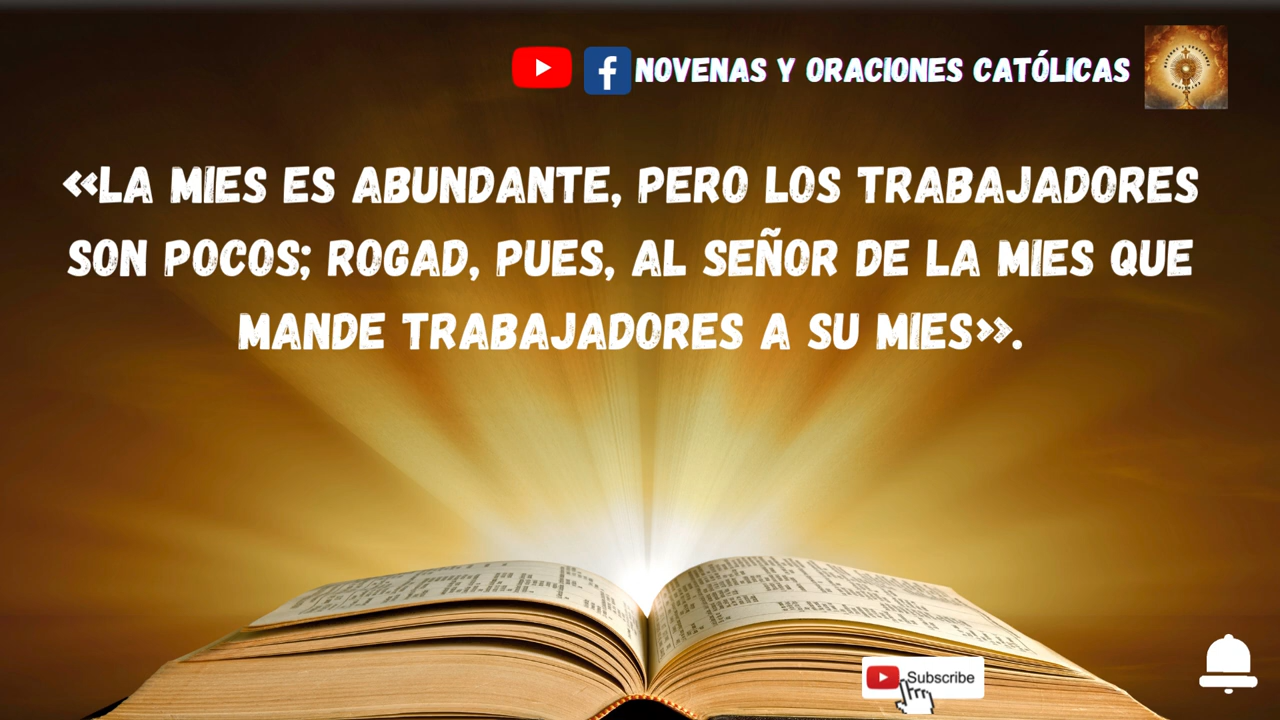 NOVENAS Y ORACIONES CATÓLICAS
«LA MIES ES ABUNDANTE, PERO LOS TRABAJADORES
SON POCOS; ROGAD, PUES, AL SEÑOR DE LA MIES QUE
MANDE TRABAJADORES A SU MIES».
Subscribe